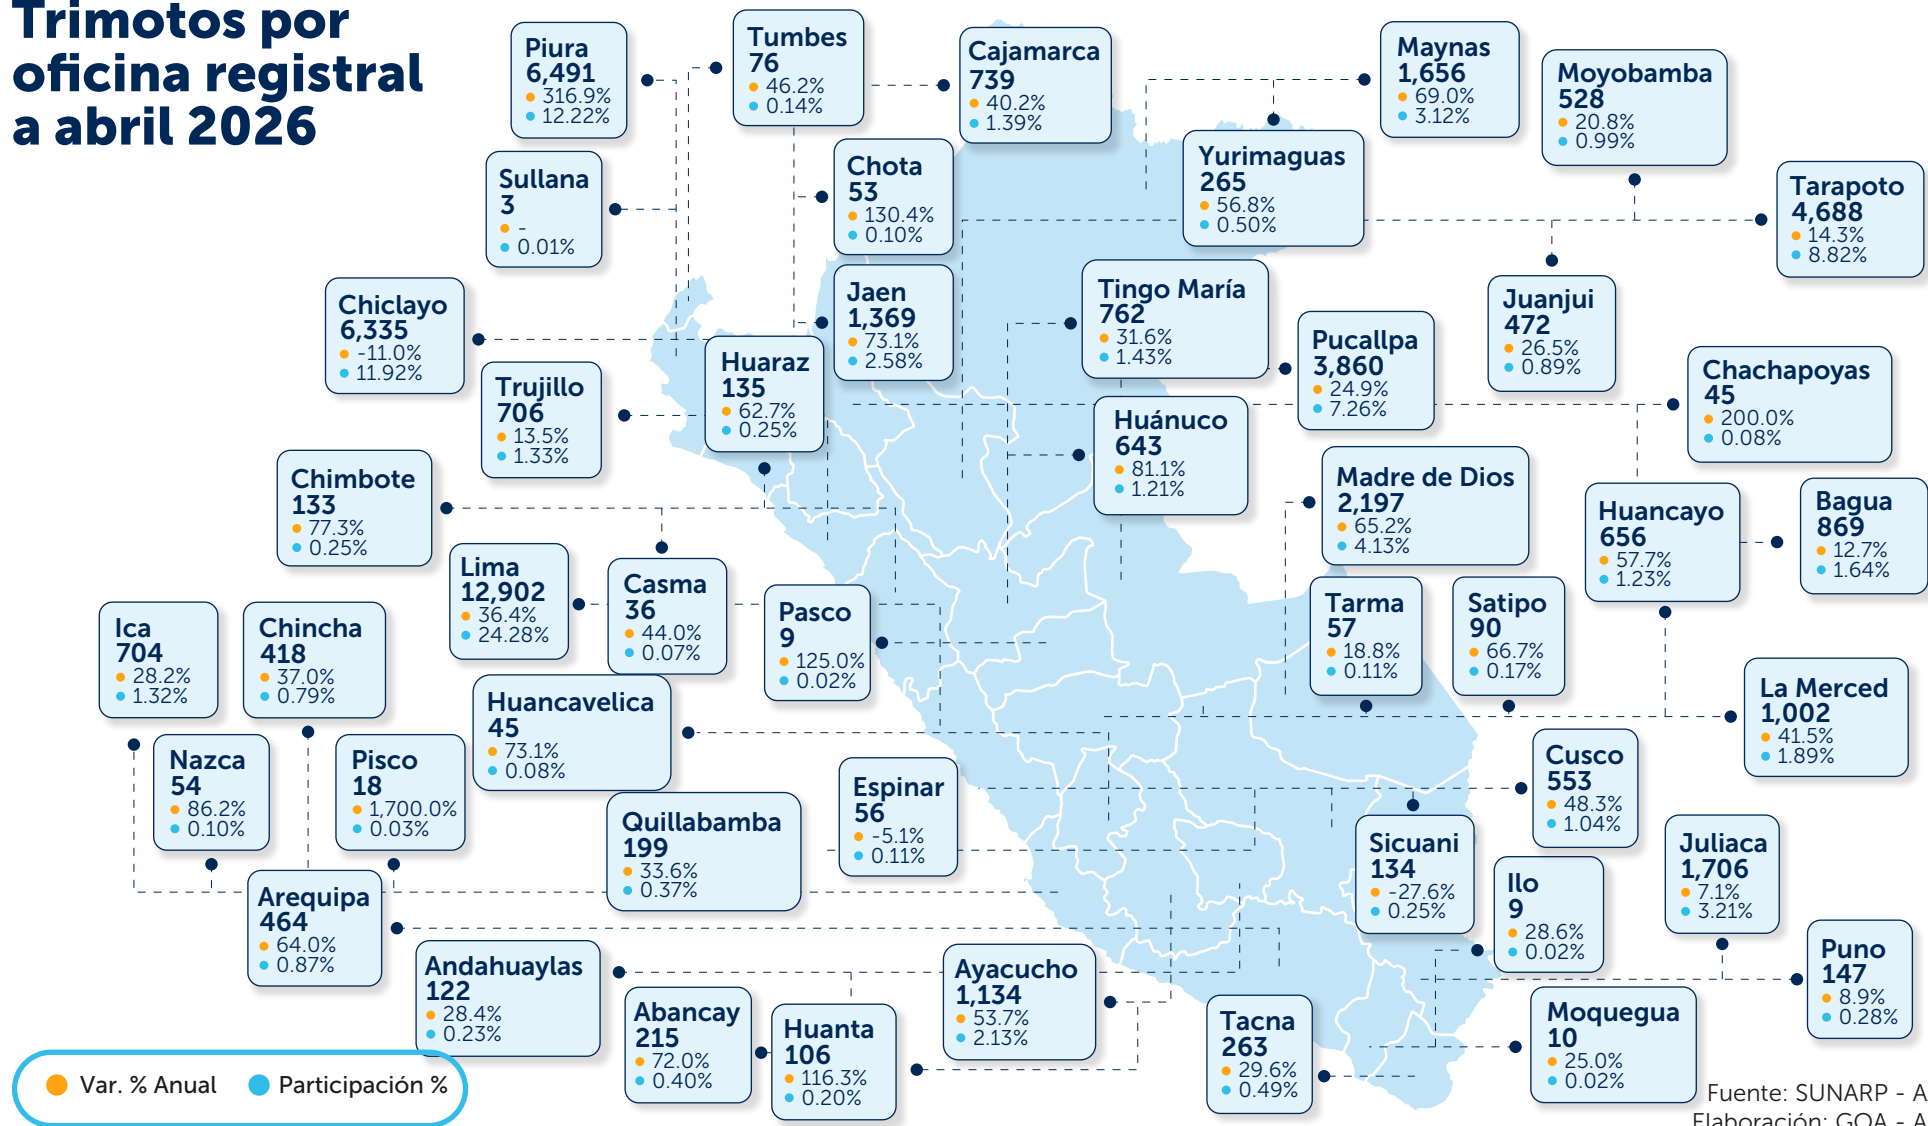 Trimotos por
oficina registral
a abril 2026
Piura
6,491
316.9%
12.22%
Tumbes
76
46.2%
0.14%
Cajamarca
739
40.2%
1.39%
Maynas
1,656
69.0%
3.12%
Moyobamba
528
20.8%
0.99%
Sullana
3
-
0.01%
Chota
53
130.4%
0.10%
Yurimaguas
265
56.8%
0.50%
Tarapoto
4,688
14.3%
8.82%
Chiclayo
6,335
-11.0%
11.92%
Jaen
1,369
73.1%
2.58%
Tingo María
762
31.6%
1.43%
Juanjui
472
26.5%
0.89%
Trujillo
706
13.5%
1.33%
Huaraz
135
62.7%
0.25%
Pucallpa
3,860
24.9%
7.26%
Chachapoyas
45
200.0%
0.08%
Huánuco
643
81.1%
1.21%
Chimbote
133
77.3%
0.25%
Madre de Dios
2,197
65.2%
4.13%
Huancayo
656
57.7%
1.23%
Bagua
869
12.7%
1.64%
Lima
12,902
36.4%
24.28%
Casma
36
44.0%
0.07%
Pasco
9
125.0%
0.02%
Tarma
57
18.8%
0.11%
Satipo
90
66.7%
0.17%
Ica
704
28.2%
1.32%
Chincha
418
37.0%
0.79%
Huancavelica
45
73.1%
0.08%
La Merced
1,002
41.5%
1.89%
Nazca
54
86.2%
0.10%
Pisco
18
1,700.0%
0.03%
Espinar
56
-5.1%
0.11%
Cusco
553
48.3%
1.04%
Quillabamba
199
33.6%
0.37%
Sicuani
134
-27.6%
0.25%
Juliaca
1,706
7.1%
3.21%
Arequipa
464
64.0%
0.87%
Ilo
9
28.6%
0.02%
Andahuaylas
122
28.4%
0.23%
Ayacucho
1,134
53.7%
2.13%
Puno
147
8.9%
0.28%
Abancay
215
72.0%
0.40%
Huanta
106
116.3%
0.20%
Tacna
263
29.6%
0.49%
Moquegua
10
25.0%
0.02%
Var. % Anual
Participación %
Fuente: SUNARP - A
Elaboración: GOA - A